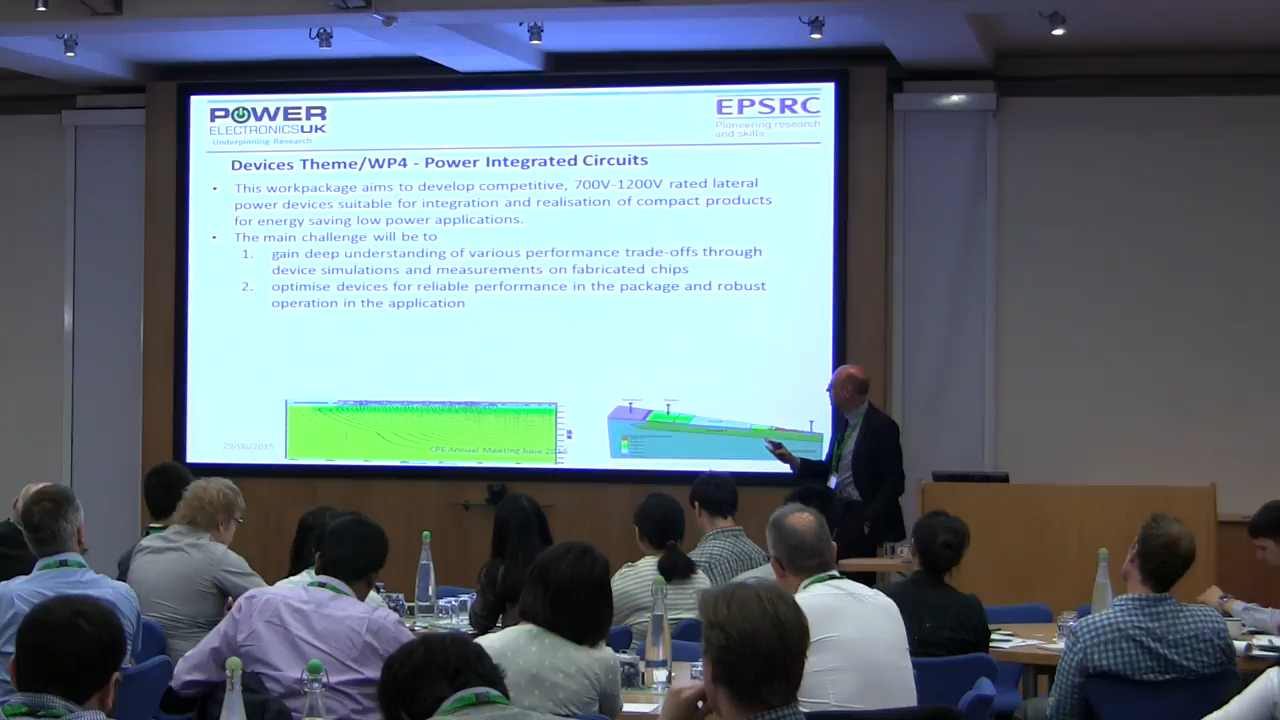 POWER
ELECTRONICSUK
Underpinning Research
EPSRC
Pioneering research
and skills
Devices Theme/WP4 - Power Integrated Circuits
• This workpackage aims to develop competitive, 700V-1200V rated lateral
power devices suitable for integration and realisation of compact products
for energy saving low power applications.
• The main challenge will be to
1. gain deep understanding of various performance trade-offs through
device simulations and measurements on fabricated chips
2. optimise devices for reliable performance in the package and robust
operation in the application
29/06/2015
CPE Annual Meeting June